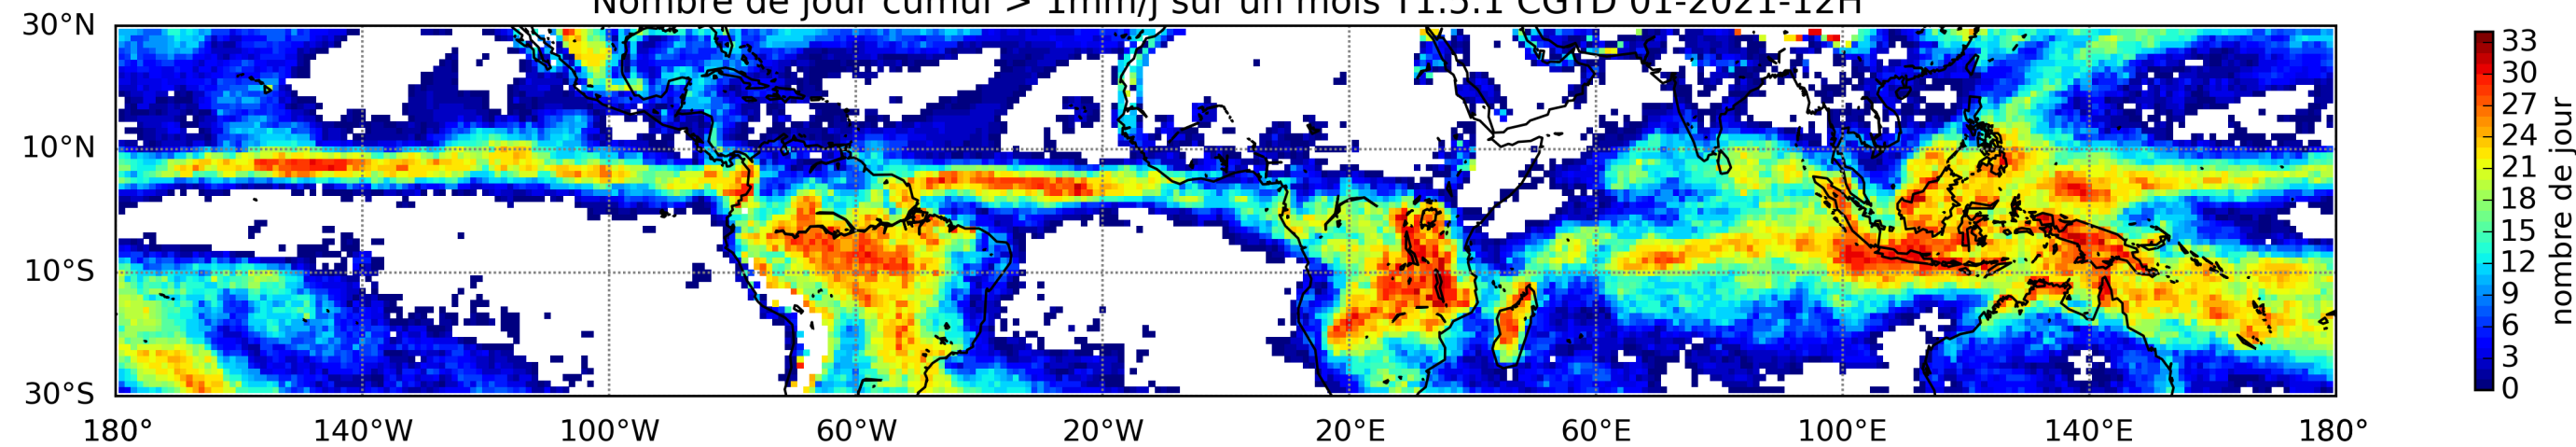 Nombre de jour cumul > 1mm/j sur un mois T1.5.1 CGTD 01-2021-12H
30°N
10°N
10°S
30°S
180°
140°W
100°W
60°W
20°W
20°E
60°E
100°E
140°E
180°
33
30
27
24
21
18
15
12
9
6
3
0
nombre de jour